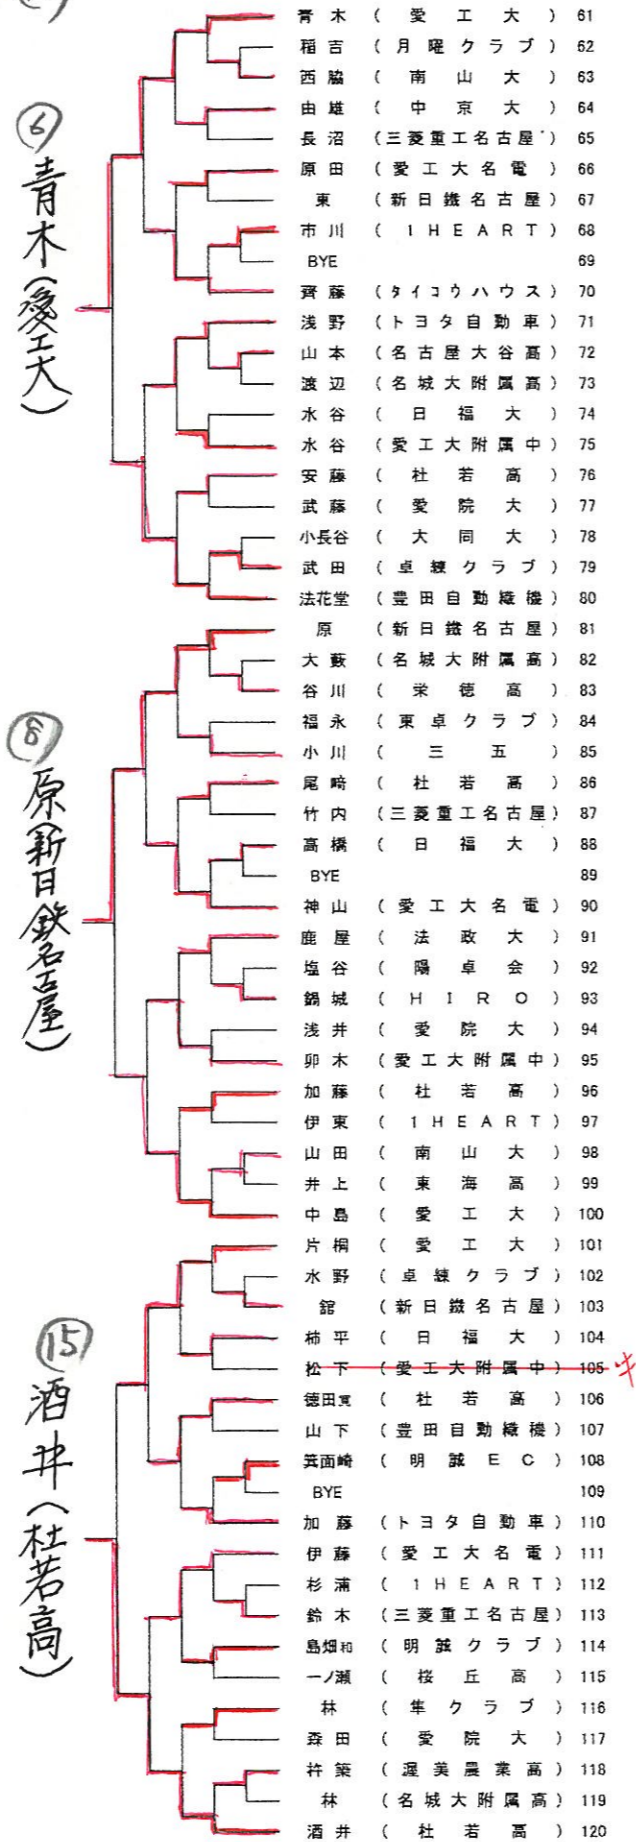 青木 ( 愛工大 ) 61
稲吉 ( 月曜クラブ ) 62
西脇 ( 南山大 ) 63
由雄 ( 中京大 ) 64
長沼 ( 三菱重工名古屋 ) 65
原田 ( 愛工大名電 ) 66
東 ( 新日鐵名古屋 ) 67
市川 ( 1HEART ) 68
BYE 69
齊藤 ( タイコウハウス ) 70
浅野 ( トヨタ自動車 ) 71
山本 ( 名古屋大谷高 ) 72
渡辺 ( 名城大附属高 ) 73
水谷 ( 日福大 ) 74
水谷 ( 愛工大附属中 ) 75
安藤 ( 杜若高 ) 76
武藤 ( 愛院大 ) 77
小長谷 ( 大同大 ) 78
武田 ( 卓練クラブ ) 79
法花堂 ( 豊田自動織機 ) 80
⑥青木(愛工大)
原 ( 新日鐵名古屋 ) 81
大藪 ( 名城大附属高 ) 82
谷川 ( 栄徳高 ) 83
福永 ( 東卓クラブ ) 84
小川 ( 三五 ) 85
尾﨑 ( 杜若高 ) 86
竹内 ( 三菱重工名古屋 ) 87
高橋 ( 日福大 ) 88
BYE 89
神山 ( 愛工大名電 ) 90
鹿屋 ( 法政大 ) 91
塩谷 ( 陽卓会 ) 92
鍋城 ( HIRO ) 93
浅井 ( 愛院大 ) 94
卯木 ( 愛工大附属中 ) 95
加藤 ( 杜若高 ) 96
伊東 ( 1HEART ) 97
山田 ( 南山大 ) 98
井上 ( 東海高 ) 99
中島 ( 愛工大 ) 100
⑧原(新日鉄名古屋)
片桐 ( 愛工大 ) 101
水野 ( 卓練クラブ ) 102
舘 ( 新日鐵名古屋 ) 103
柿平 ( 日福大 ) 104
松下 ( 愛工大附属中 ) 105
徳田寛 ( 杜若高 ) 106
山下 ( 豊田自動織機 ) 107
箕面崎 ( 明誠EC ) 108
BYE 109
加藤 ( トヨタ自動車 ) 110
伊藤 ( 愛工大名電 ) 111
杉浦 ( 1HEART ) 112
鈴木 ( 三菱重工名古屋 ) 113
島畑和 ( 明誠クラブ ) 114
一ノ瀬 ( 桜丘高 ) 115
林 ( 隼クラブ ) 116
森田 ( 愛院大 ) 117
杵築 ( 渥美農業高 ) 118
林 ( 名城大附属高 ) 119
酒井 ( 杜若高 ) 120
⑮酒井(杜若高)